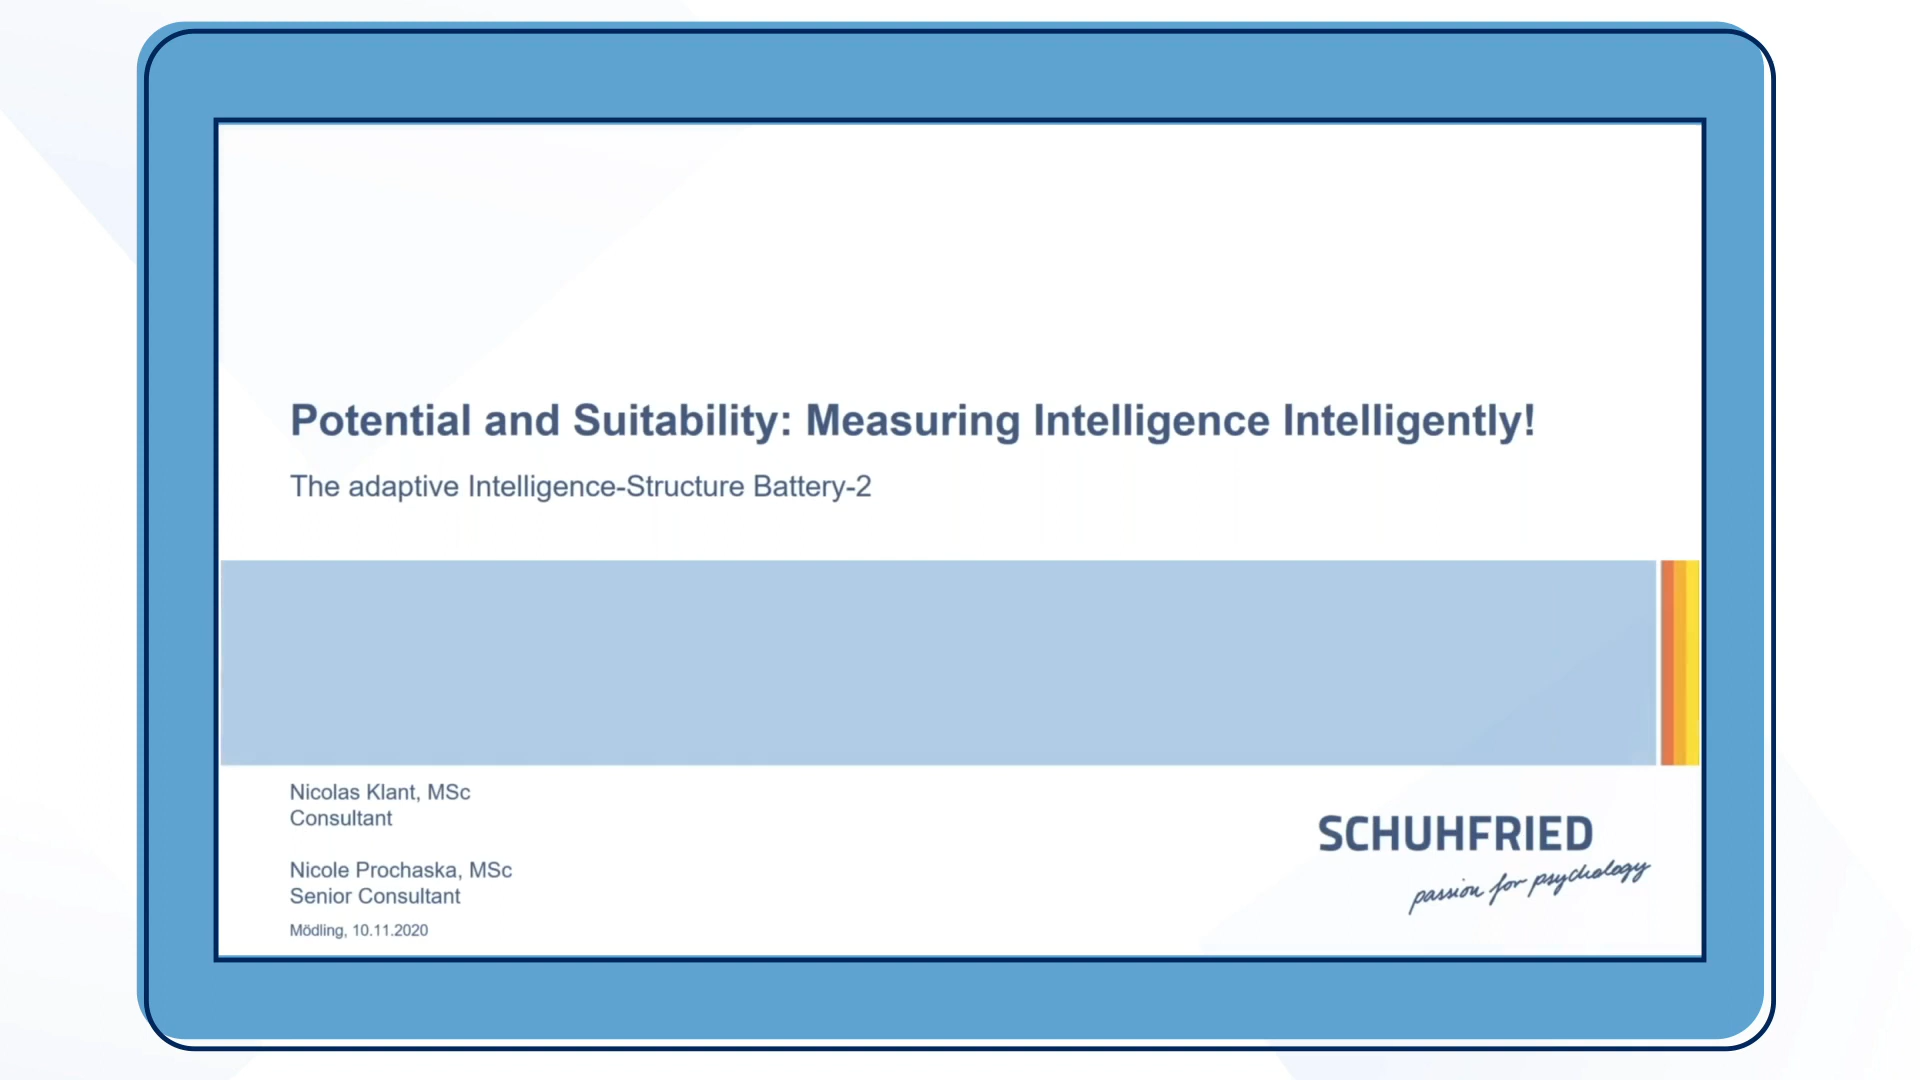 Potential and Suitability: Measuring Intelligence Intelligently!
The adaptive Intelligence-Structure Battery-2
Nicolas Klant, MSc
Consultant
Nicole Prochaska, MSc
Senior Consultant
Mödling, 10.11.2020
SCHUHFRIED
passion for psychology